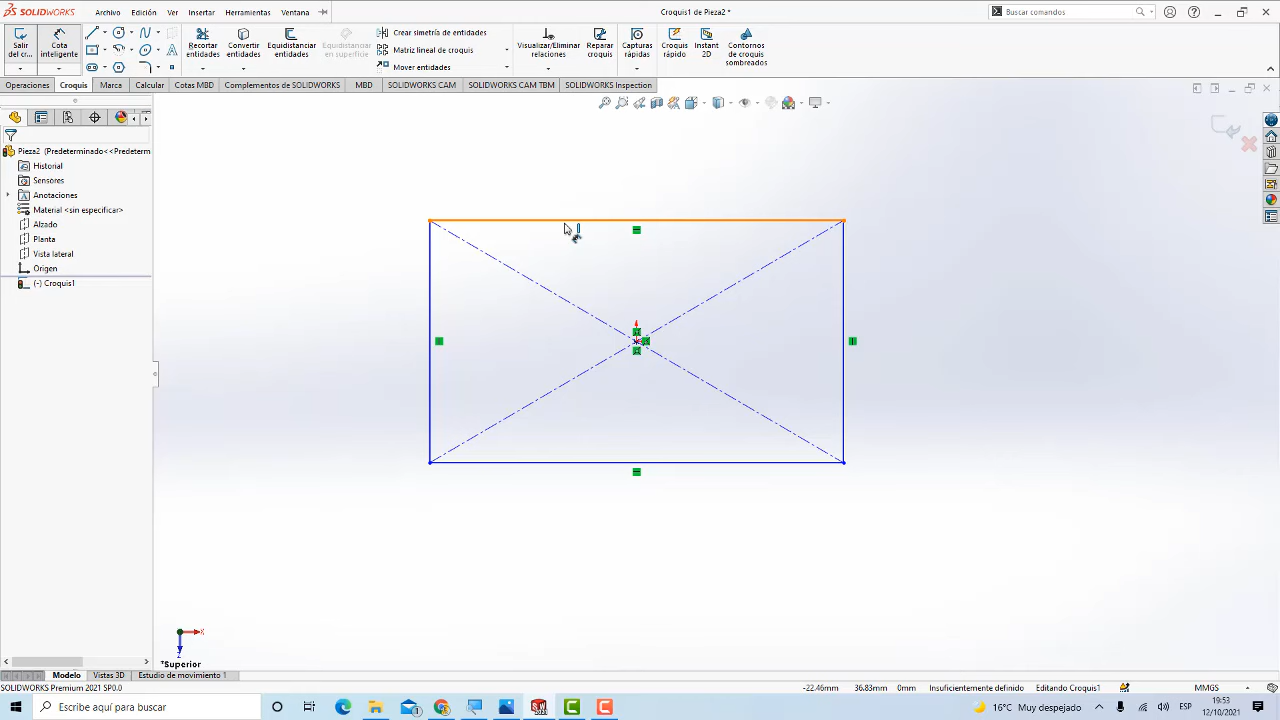 SOLIDWORKS
Archivo Edición Ver Insertar Herramientas Ventana
Croquis1 de Pieza2 *
Buscar comandos
Salir del cr...
Cota inteligente
Recortar entidades
Convertir entidades
Equidistanciar entidades
Equidistanciar en superficie
Crear simetría de entidades
Matriz lineal de croquis
Mover entidades
Visualizar/Eliminar relaciones
Reparar croquis
Capturas rápidas
Croquis rápido
Instant 2D
Contornos de croquis sombreados
Operaciones Croquis Marca Calcular Cotas MBD Complementos de SOLIDWORKS MBD SOLIDWORKS CAM SOLIDWORKS CAM TBM SOLIDWORKS Inspection
Pieza2 (Predeterminado<<Predeterm
Historial
Sensores
Anotaciones
Material <sin especificar>
Alzado
Planta
Vista lateral
Origen
(-) Croquis1
X
Z
*Superior
Modelo Vistas 3D Estudio de movimiento 1
SOLIDWORKS Premium 2021 SP0.0
-22.46mm 36.83mm 0mm Insuficientemente definido Editando Croquis1 MMGS
Escribe aquí para buscar
16°C Muy despejado
ESP
19:53
12/10/2021